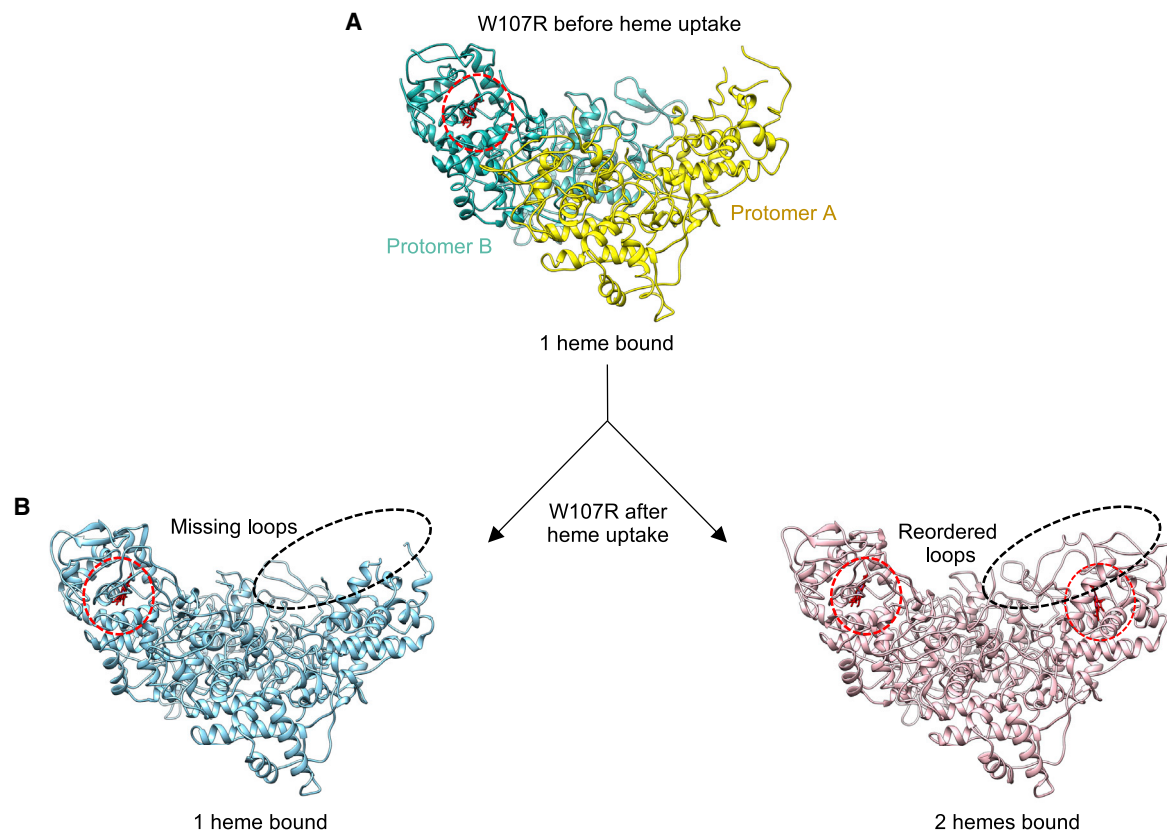 A
W107R before heme uptake
Protomer A
Protomer B
1 heme bound
B
Missing loops
W107R after
heme uptake
Reordered
loops
1 heme bound
2 hemes bound